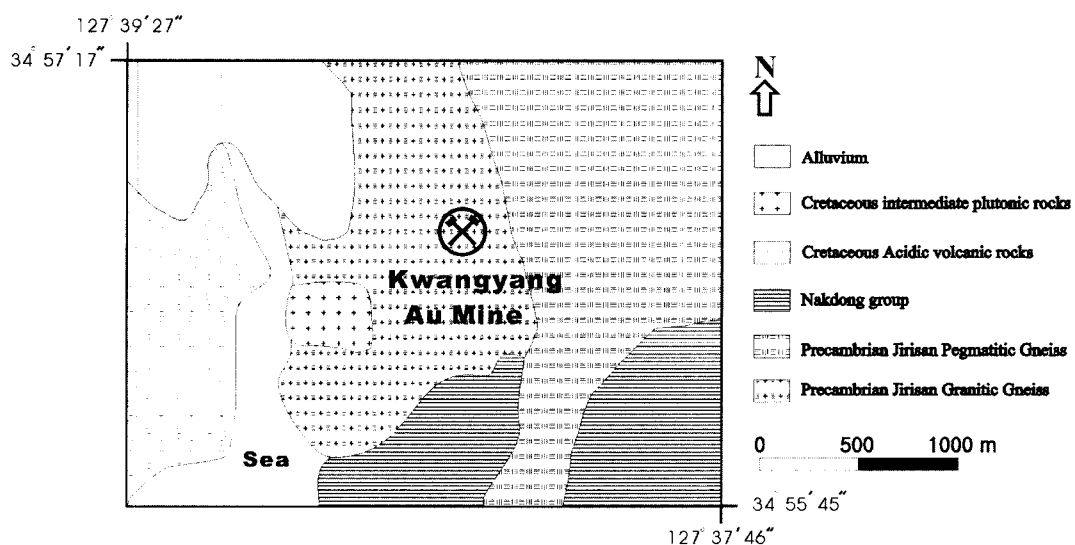 127° 39′ 27″
34° 57′ 17″
N
Alluvium
Cretaceous intermediate plutonic rocks
Cretaceous Acidic volcanic rocks
Kwangyang
Au Mine
Nakdong group
Precambrian Jirisan Pegmatitic Gneiss
Precambrian Jirisan Granitic Gneiss
0 500 1000 m
Sea
34° 55′ 45″
127° 37′ 46″